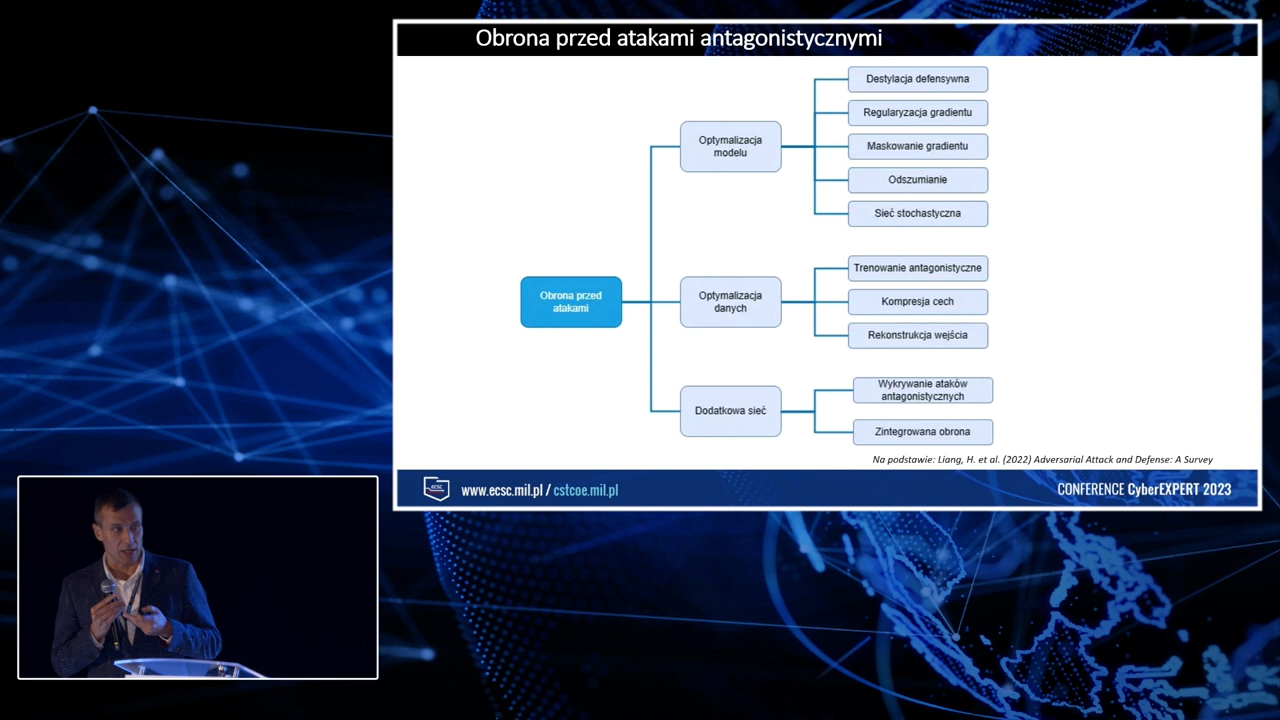 Obrona przed atakami antagonistycznymi
Obrona przed
atakami
Optymalizacja
modelu
Destylacja defensywna
Regularyzacja gradientu
Maskowanie gradientu
Odszumianie
Sieć stochastyczna
Optymalizacja
danych
Trenowanie antagonistyczne
Kompresja cech
Rekonstrukcja wejścia
Dodatkowa sieć
Wykrywanie ataków
antagonistycznych
Zintegrowana obrona
Na podstawie: Liang, H. et al. (2022) Adversarial Attack and Defense: A Survey
ecsc
www.ecsc.mil.pl / cstcoe.mil.pl
CONFERENCE CyberEXPERT 2023